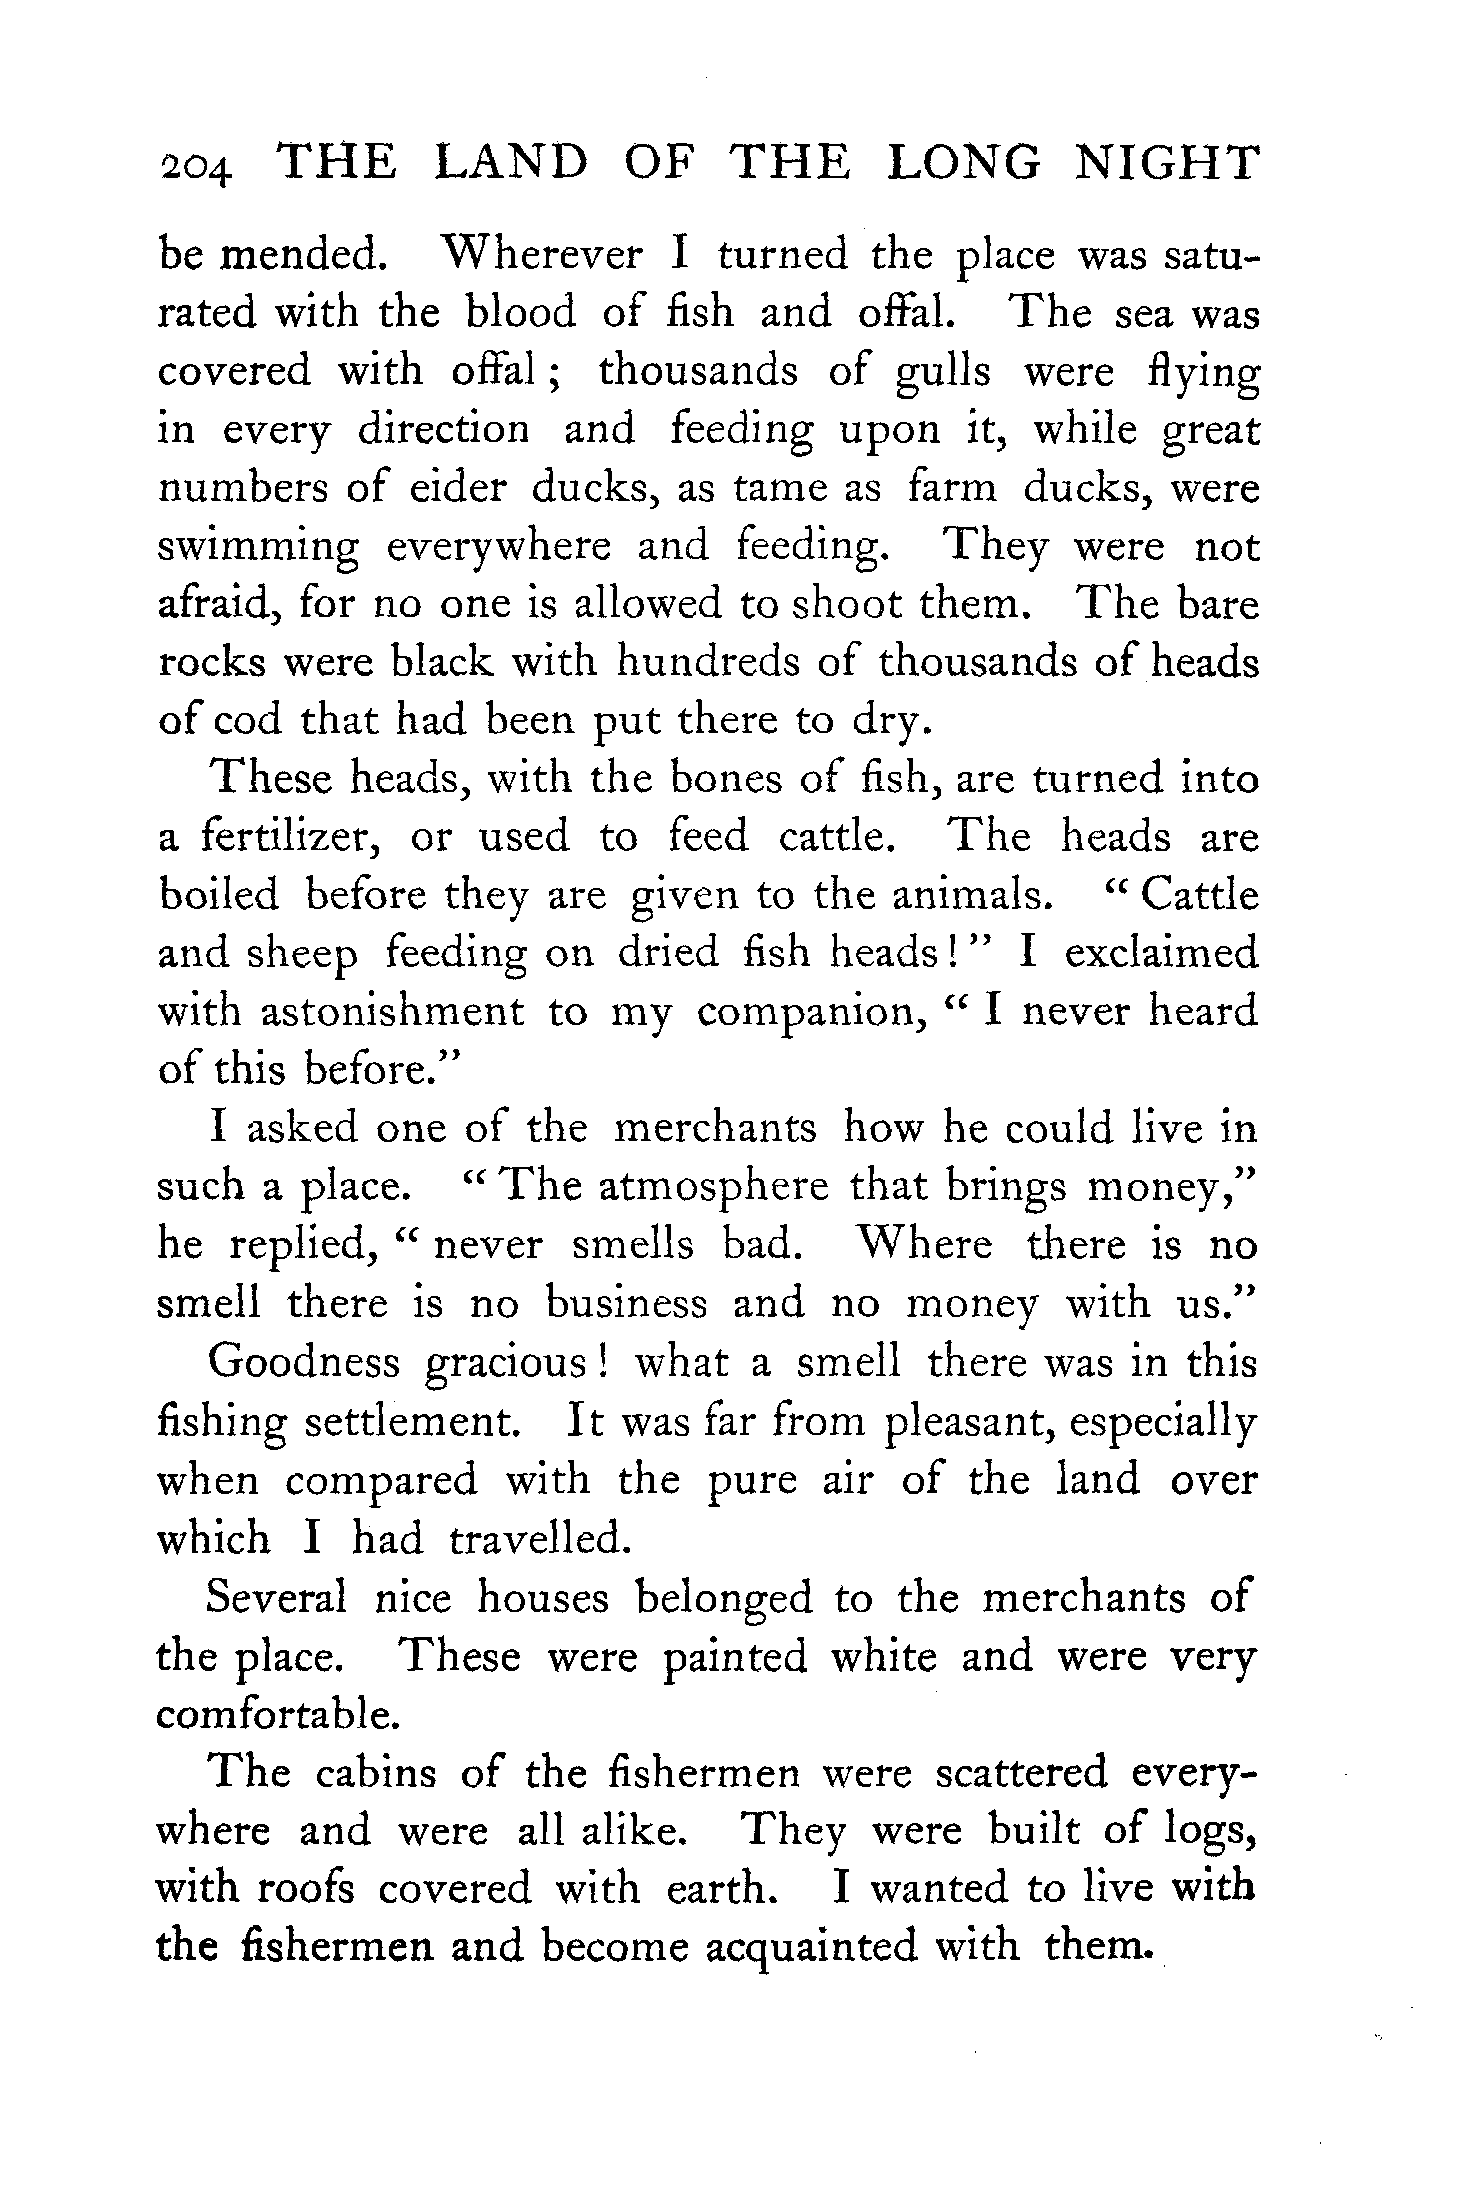 204 THE LAND OF THE LONG NIGHT
be mended. Wherever I turned the place was satu-
rated with the blood of fish and offal. The sea was
covered with offal ; thousands of gulls were flying
in every direction and feeding upon it, while great
numbers of eider ducks, as tame as farm ducks, were
swimming everywhere and feeding. They were not
afraid, for no one is allowed to shoot them. The bare
rocks were black with hundreds of thousands of heads
of cod that had been put there to dry.
These heads, with the bones of fish, are turned into
a fertilizer, or used to feed cattle. The heads are
boiled before they are given to the animals. “ Cattle
and sheep feeding on dried fish heads ! ” I exclaimed
with astonishment to my companion, “ I never heard
of this before.”
I asked one of the merchants how he could live in
such a place. “ The atmosphere that brings money,”
he replied, “ never smells bad. Where there is no
smell there is no business and no money with us.”
Goodness gracious ! what a smell there was in this
fishing settlement. It was far from pleasant, especially
when compared with the pure air of the land over
which I had travelled.
Several nice houses belonged to the merchants of
the place. These were painted white and were very
comfortable.
The cabins of the fishermen were scattered every-
where and were all alike. They were built of logs,
with roofs covered with earth. I wanted to live with
the fishermen and become acquainted with them.